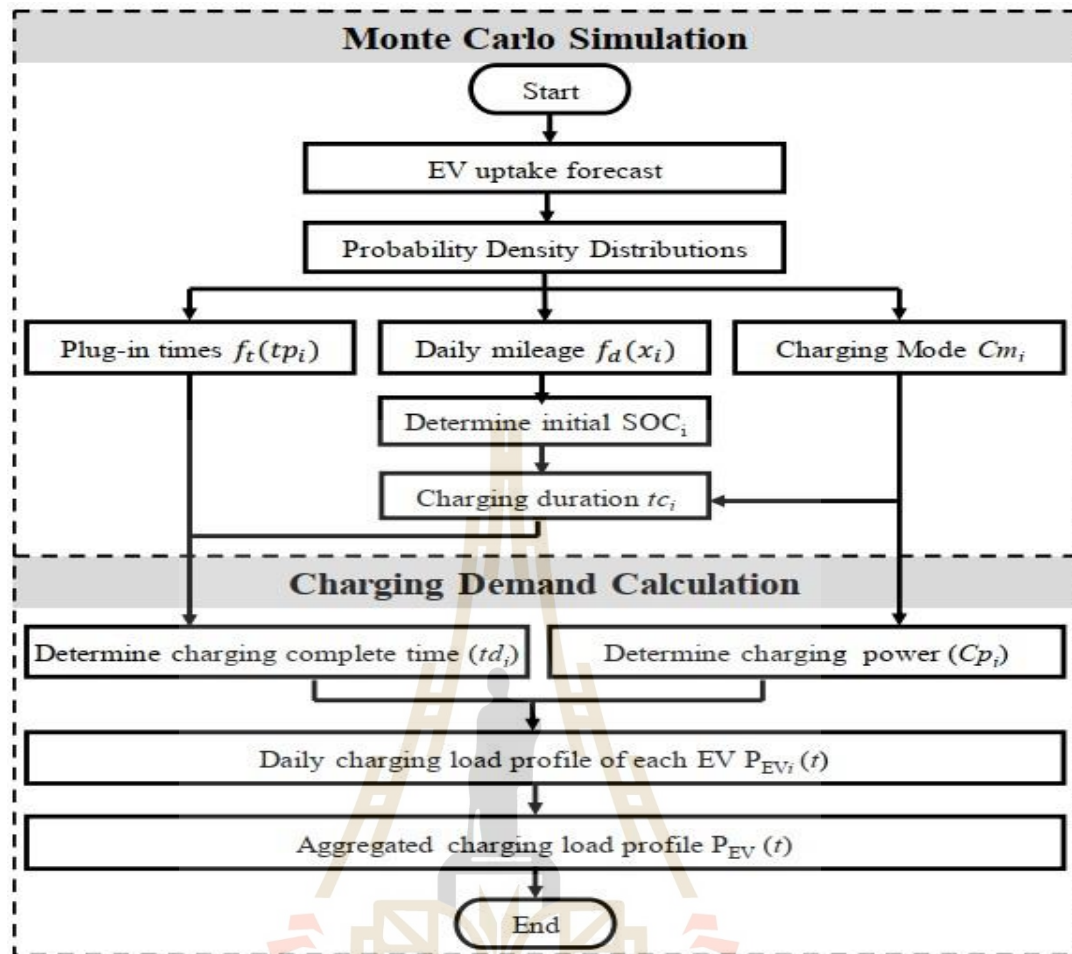 Monte Carlo Simulation
Start
EV uptake forecast
Probability Density Distributions
Plug-in times f_t(tp_i)
Daily mileage f_d(x_i)
Charging Mode Cm_i
Determine initial SOC_i
Charging duration tc_i
Charging Demand Calculation
Determine charging complete time (td_i)
Determine charging power (Cp_i)
Daily charging load profile of each EV P_EVi (t)
Aggregated charging load profile P_EV (t)
End